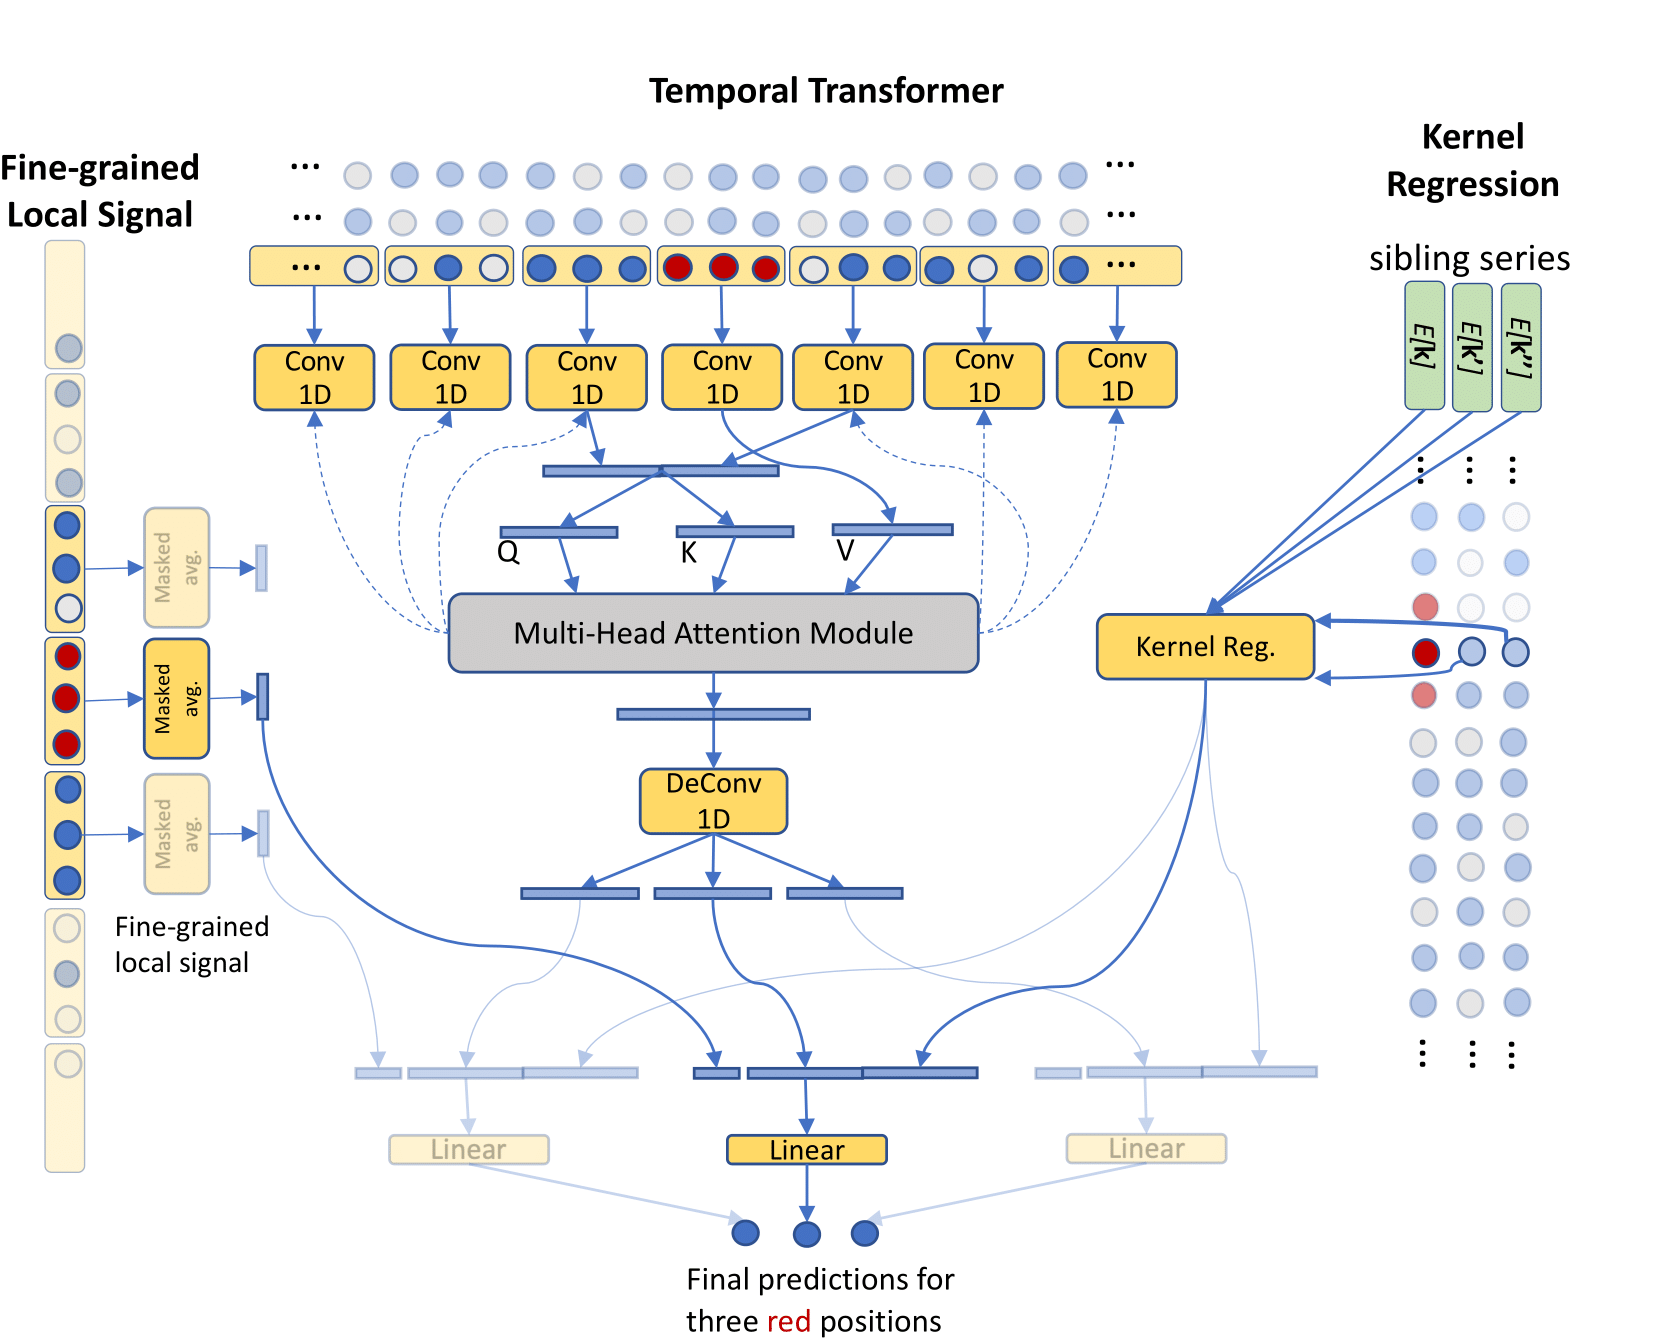 Temporal Transformer
Fine-grained
Local Signal
Kernel
Regression
sibling series
E[k]
E[k']
E[k'']
... ...
... ...
... ...
Conv
1D
Conv
1D
Conv
1D
Conv
1D
Conv
1D
Conv
1D
Conv
1D
Q
K
V
Multi-Head Attention Module
Kernel Reg.
Masked
avg.
Masked
avg.
Masked
avg.
DeConv
1D
Fine-grained
local signal
Linear
Linear
Linear
Final predictions for
three red positions